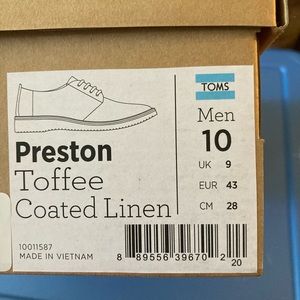 TOMS
Men
10
UK 9
EUR 43
CM 28
Preston
Toffee
Coated Linen
10011587
MADE IN VIETNAM
8 89556 39670 2
20